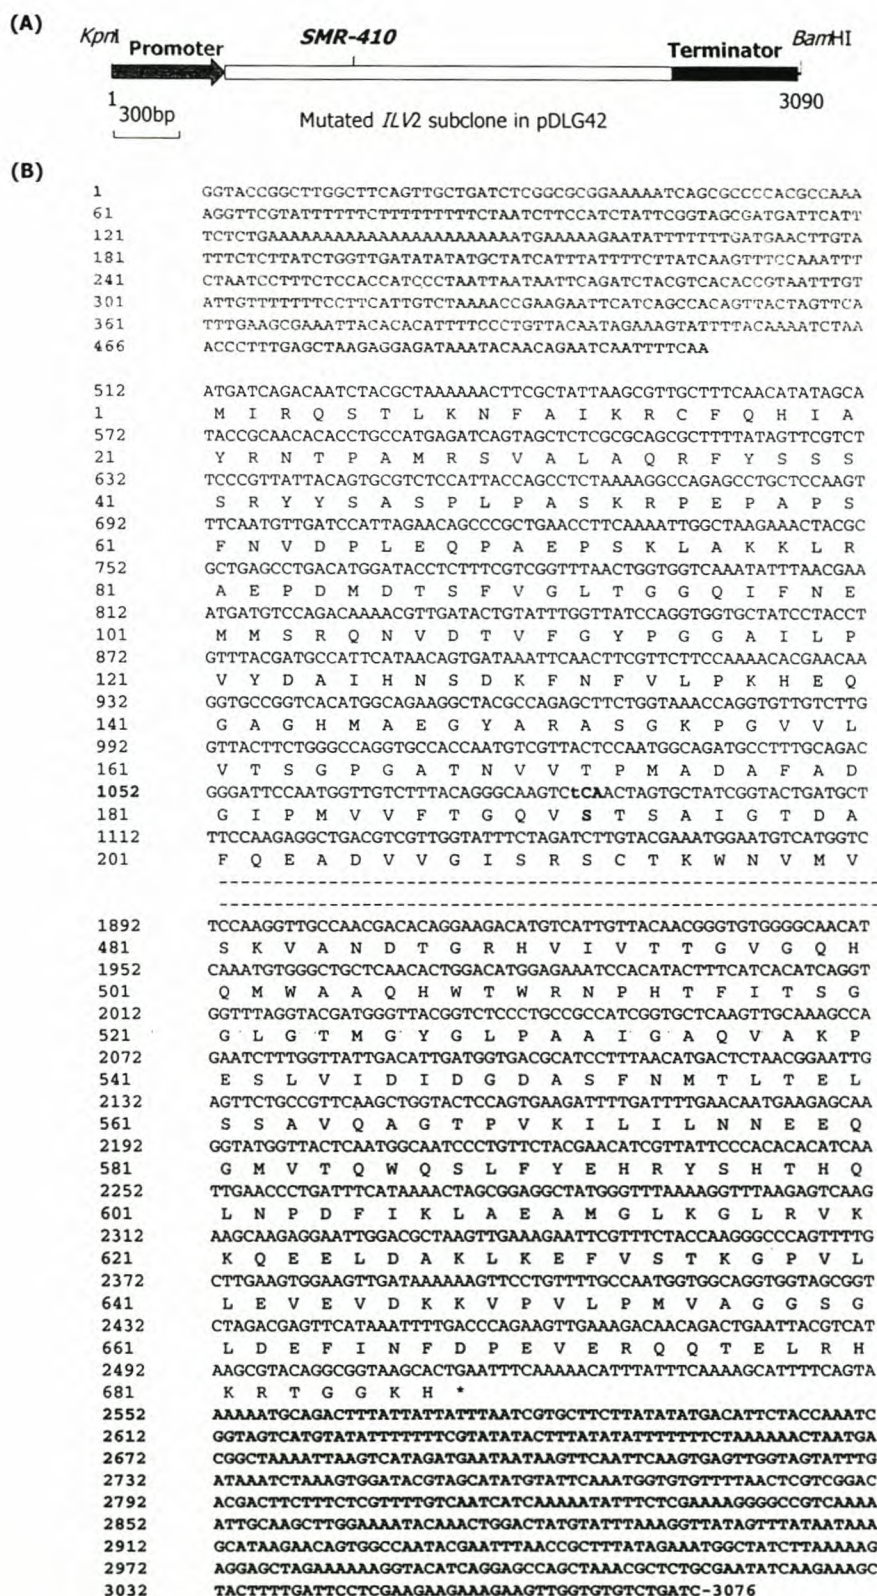 (A)
KpnI Promoter SMR-410 Terminator BamHI
1 3090
300bp Mutated ILV2 subclone in pDLG42
(B)
1 GGTACCGGCTTGGCTTCAGTTGCTGATCTCGGCGCGGAAAAATCAGCGCCCCACGCCAAA
61 AGGTTCGTATTTTTTCTTTTTTTTTCTAATCTTCCATCTATTCGGTAGCGATGATTCATT
121 TCTCTGAAAAAAAAAAAAAAAAAAAAAAAATGAAAAAGAATATTTTTTTGATGAACTTGTA
181 TTTCTCTTATCTGGTTGATATATATGCTATCATTTATTTTCTTATCAAGTTTCCAAATTT
241 CTAATCCTTTCTCCACCATCCCTAATTAATAATTCAGATCTACGTCACACCGTAATTTGT
301 ATTGTTTTTTTCCTTCATTGTCTAAAACCGAAGAATTCATCAGCCACAGTTACTAGTTCA
361 TTTGAAGCGAAATTACACACATTTTCCCTGTTACAATAGAAAGTATTTTACAAAATCTAA
466 ACCCTTTGAGCTAAGAGGAGATAAATACAACAGAATCAATTTTCAA
512 ATGATCAGACAATCTACGCTAAAAAACTTCGCTATTAAGCGTTGCTTTCAACATATAGCA
1 M I R Q S T L K N F A I K R C F Q H I A
572 TACCGCAACACACCTGCCATGAGATCAGTAGCTCTCGCGCAGCGCTTTTATAGTTCGTCT
21 Y R N T P A M R S V A L A Q R F Y S S S
632 TCCCGTTATTACAGTGCGTCTCCATTACCAGCCTCTAAAAGGCCAGAGCCTGCTCCAAGT
41 S R Y Y S A S P L P A S K R P E P A P S
692 TTCAATGTTGATCCATTAGAACAGCCCGCTGAACCTTCAAAATTGGCTAAGAAACTACGC
61 F N V D P L E Q P A E P S K L A K K L R
752 GCTGAGCCTGACATGGATACCTCTTTCGTCGGTTTAACTGGTGGTCAAATATTTAACGAA
81 A E P D M D T S F V G L T G G Q I F N E
812 ATGATGTCCAGACAAAACGTTGATACTGTATTTGGTTATCCAGGTGGTGCTATCCTACCT
101 M M S R Q N V D T V F G Y P G G A I L P
872 GTTTACGATGCCATTCATAACAGTGATAAATTCAACTTCGTTCTTCCAAAACACGAACAA
121 V Y D A I H N S D K F N F V L P K H E Q
932 GGTGCCGGTCACATGGCAGAAGGCTACGCCAGAGCTTCTGGTAAACCAGGTGTTGTCTTG
141 G A G H M A E G Y A R A S G K P G V V L
992 GTTACTTCTGGGCCAGGTGCCACCAATGTCGTTACTCCAATGGCAGATGCCTTTGCAGAC
161 V T S G P G A T N V V T P M A D A F A D
1052 GGGATTCCAATGGTTGTCTTTACAGGGCAAGTCtCAACTAGTGCTATCGGTACTGATGCT
181 G I P M V V F T G Q V S T S A I G T D A
1112 TTCCAAGAGGCTGACGTCGTTGGTATTTCTAGATCTTGTACGAAATGGAATGTCATGGTC
201 F Q E A D V V G I S R S C T K W N V M V
------------------------------------------------------------
------------------------------------------------------------
1892 TCCAAGGTTGCCAACGACACAGGAAGACATGTCATTGTTACAACGGGTGTGGGGCAACAT
481 S K V A N D T G R H V I V T T G V G Q H
1952 CAAATGTGGGCTGCTCAACACTGGACATGGAGAAATCCACATACTTTCATCACATCAGGT
501 Q M W A A Q H W T W R N P H T F I T S G
2012 GGTTTAGGTACGATGGGTTACGGTCTCCCTGCCGCCATCGGTGCTCAAGTTGCAAAGCCA
521 G L G T M G Y G L P A A I G A Q V A K P
2072 GAATCTTTGGTTATTGACATTGATGGTGACGCATCCTTTAACATGACTCTAACGGAATTG
541 E S L V I D I D G D A S F N M T L T E L
2132 AGTTCTGCCGTTCAAGCTGGTACTCCAGTGAAGATTTTGATTTTGAACAATGAAGAGCAA
561 S S A V Q A G T P V K I L I L N N E E Q
2192 GGTATGGTTACTCAATGGCAATCCCTGTTCTACGAACATCGTTATTCCCACACACATCAA
581 G M V T Q W Q S L F Y E H R Y S H T H Q
2252 TTGAACCCTGATTTCATAAAACTAGCGGAGGCTATGGGTTTAAAAGGTTTAAGAGTCAAG
601 L N P D F I K L A E A M G L K G L R V K
2312 AAGCAAGAGGAATTGGACGCTAAGTTGAAAGAATTCGTTTCTACCAAGGGCCCAGTTTTG
621 K Q E E L D A K L K E F V S T K G P V L
2372 CTTGAAGTGGAAGTTGATAAAAAAGTTCCTGTTTTGCCAATGGTGGCAGGTGGTAGCGGT
641 L E V E V D K K V P V L P M V A G G S G
2432 CTAGACGAGTTCATAAATTTTGACCCAGAAGTTGAAAGACAACAGACTGAATTACGTCAT
661 L D E F I N F D P E V E R Q Q T E L R H
2492 AAGCGTACAGGCGGTAAGCACTGAATTTCAAAAACATTTATTTCAAAAGCATTTTCAGTA
681 K R T G G K H *
2552 AAAAATGCAGACTTTATTATTATTTAATCGTGCTTCTTATATATGACATTCTACCAAATC
2612 GGTAGTCATGTATATTTTTTTCGTATATACTTTATATATTTTTTTCTAAAAAACTAATGA
2672 CGGCTAAAATTAAGTCATAGATGAATAATAAGTTCAATTCAAGTGAGTTGGTAGTATTTG
2732 ATAAATCTAAAGTGGATACGTAGCATATGTATTCAAATGGTGTGTTTTAACTCGTCGGAC
2792 ACGACTTCTTTCTCGTTTTGTCAATCATCAAAAATATTTCTCGAAAAGGGGCCGTCAAAA
2852 ATTGCAAGCTTGGAAAATACAAACTGGACTATGTATTTAAAGGTTATAGTTTATAATAAA
2912 GCATAAGAACAGTGGCCAATACGAATTTAACCGCTTTATAGAAATGGCTATCTTAAAAAG
2972 AGGAGCTAGAAAAAAGGTACATCAGGAGCCAGCTAAACGCTCTGCGAATATCAAGAAAGC
3032 TACTTTTGATTCCTCGAAGAAGAAAGAAGTTGGTGTGTCTGATC-3076